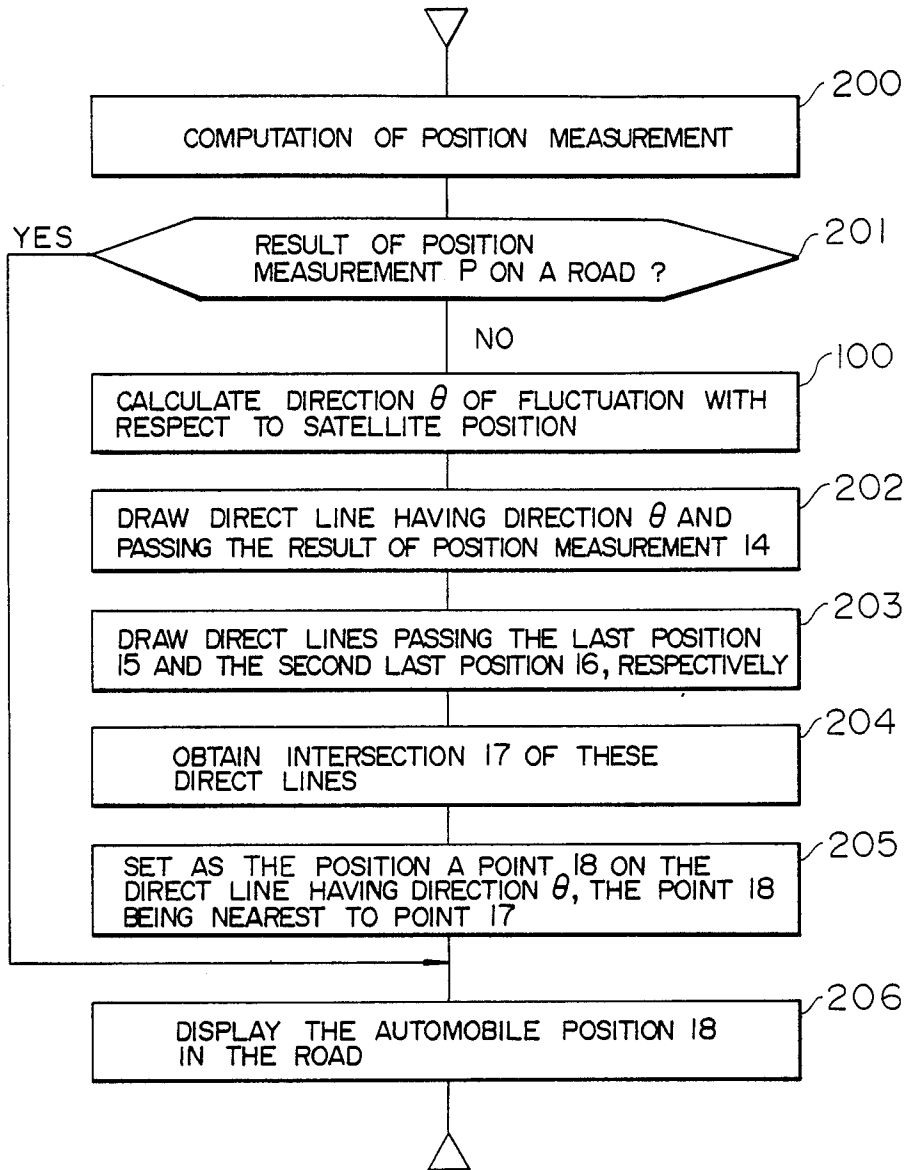 200
COMPUTATION OF POSITION MEASUREMENT
YES
RESULT OF POSITION
MEASUREMENT P ON A ROAD ?
201
NO
100
CALCULATE DIRECTION θ OF FLUCTUATION WITH
RESPECT TO SATELLITE POSITION
202
DRAW DIRECT LINE HAVING DIRECTION θ AND
PASSING THE RESULT OF POSITION MEASUREMENT 14
203
DRAW DIRECT LINES PASSING THE LAST POSITION
15 AND THE SECOND LAST POSITION 16, RESPECTIVELY
204
OBTAIN INTERSECTION 17 OF THESE
DIRECT LINES
205
SET AS THE POSITION A POINT 18 ON THE
DIRECT LINE HAVING DIRECTION θ, THE POINT 18
BEING NEAREST TO POINT 17
206
DISPLAY THE AUTOMOBILE POSITION 18
IN THE ROAD